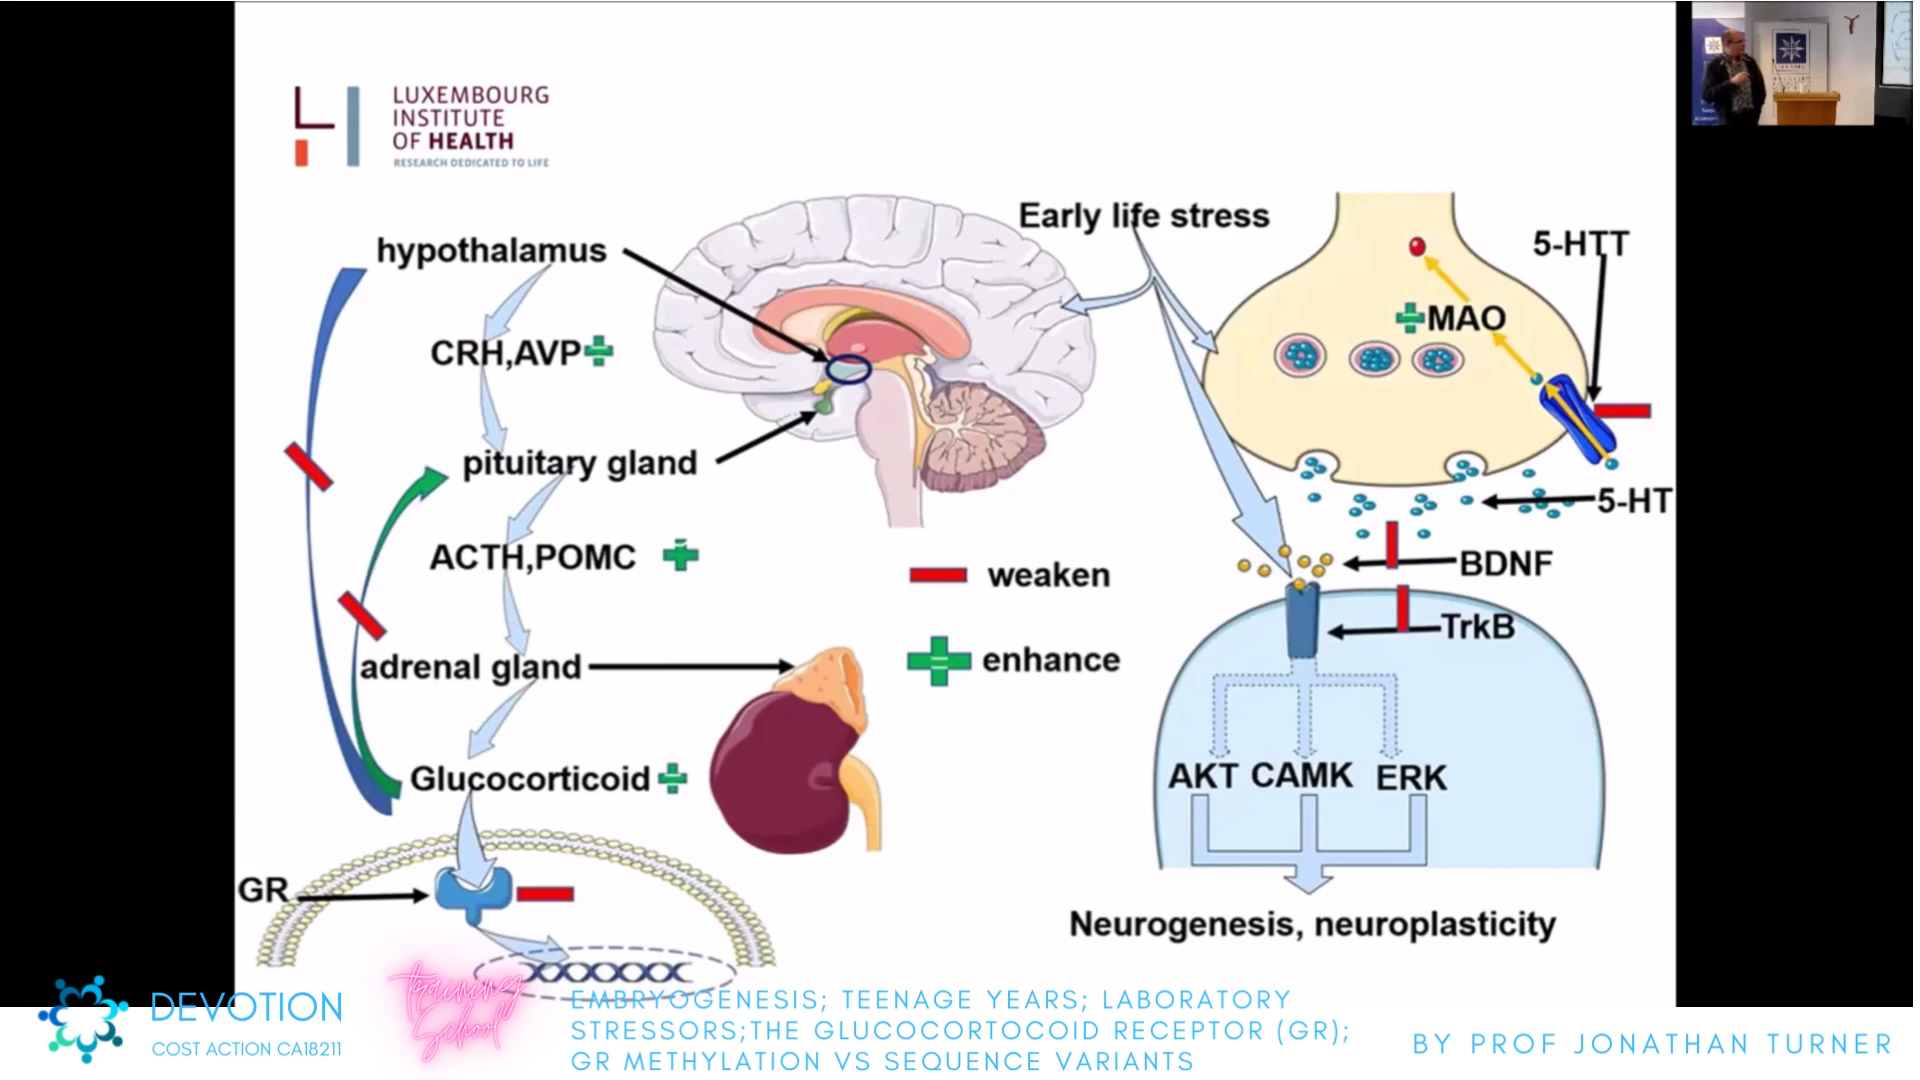 LUXEMBOURG
INSTITUTE
OF HEALTH
RESEARCH DEDICATED TO LIFE
hypothalamus
CRH,AVP
pituitary gland
ACTH,POMC
adrenal gland
Glucocorticoid
GR
weaken
enhance
Early life stress
5-HTT
MAO
5-HT
BDNF
TrkB
AKT CAMK ERK
Neurogenesis, neuroplasticity
DEVOTION
COST ACTION CA18211
Training
School
EMBRYOGENESIS; TEENAGE YEARS; LABORATORY
STRESSORS;THE GLUCOCORTOCOID RECEPTOR (GR);
GR METHYLATION VS SEQUENCE VARIANTS
BY PROF JONATHAN TURNER